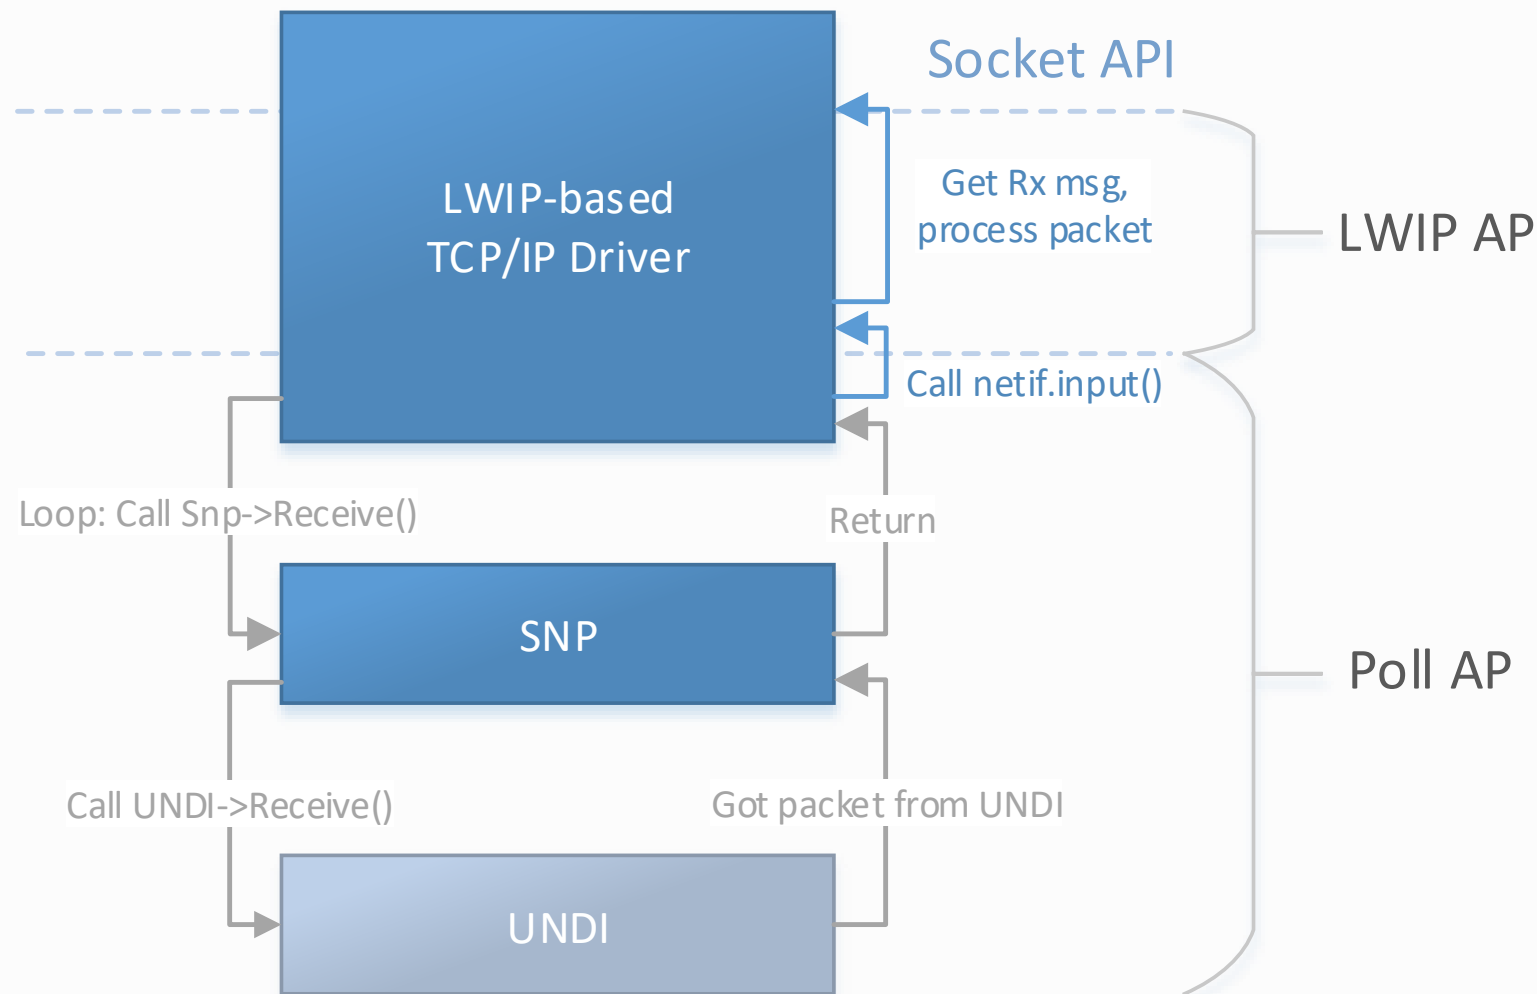 Socket API
LWIP-based
TCP/IP Driver
Get Rx msg,
process packet
LWIP AP
Call netif.input()
Loop: Call Snp->Receive()
Return
SNP
Poll AP
Call UNDI->Receive()
Got packet from UNDI
UNDI